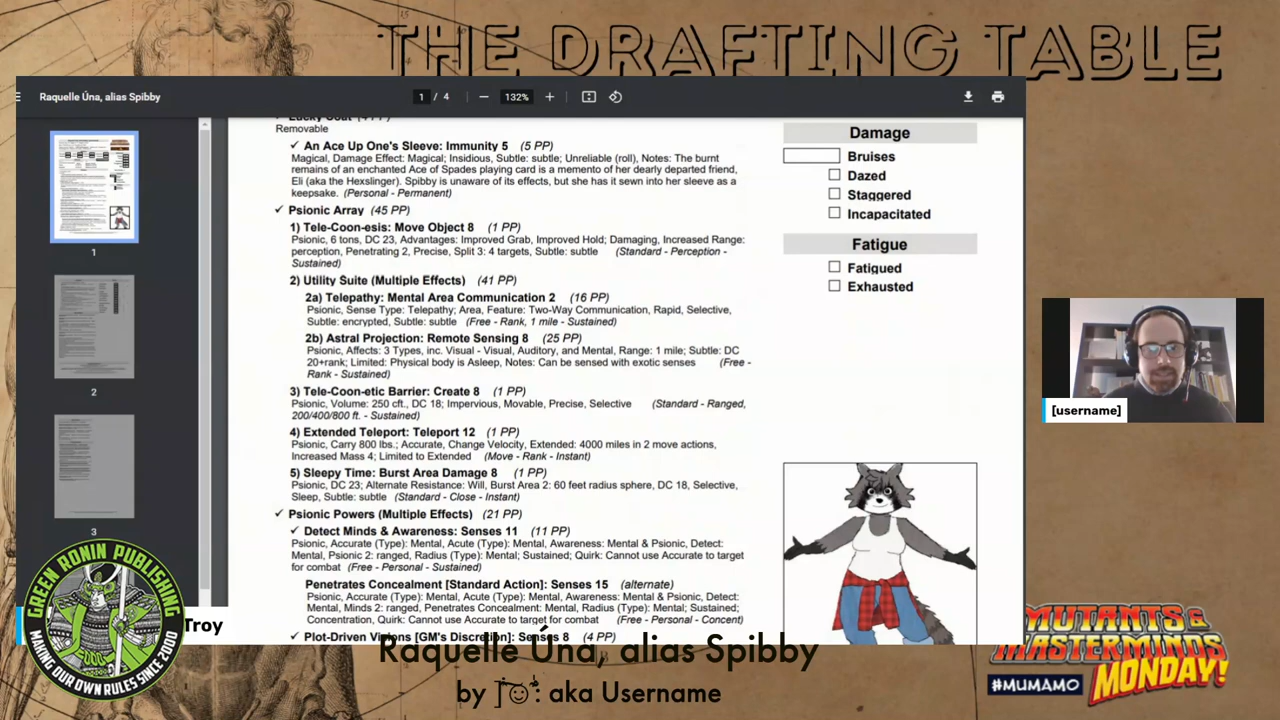 THE DRAFTING TABLE
Raquelle Úna, alias Spibby
1 / 4
132%
Removable
✓ An Ace Up One's Sleeve: Immunity 5 (5 PP)
Magical, Damage Effect: Magical; Insidious, Subtle: subtle; Unreliable (roll), Notes: The burnt
remains of an enchanted Ace of Spades playing card is a memento of her dearly departed friend,
Eli (aka the Hexslinger). Spibby is unaware of its effects, but she has it sewn into her sleeve as a
keepsake. (Personal - Permanent)
✓ Psionic Array (45 PP)
1) Tele-Coon-esis: Move Object 8 (1 PP)
Psionic, 6 tons, DC 23, Advantages: Improved Grab, Improved Hold; Damaging, Increased Range:
perception, Penetrating 2, Precise, Split 3: 4 targets, Subtle: subtle (Standard - Perception -
Sustained)
2) Utility Suite (Multiple Effects) (41 PP)
2a) Telepathy: Mental Area Communication 2 (16 PP)
Psionic, Sense Type: Telepathy; Area, Feature: Two-Way Communication, Rapid, Selective,
Subtle: encrypted, Subtle: subtle (Free - Rank, 1 mile - Sustained)
2b) Astral Projection: Remote Sensing 8 (25 PP)
Psionic, Affects: 3 Types, inc. Visual - Visual, Auditory, and Mental, Range: 1 mile; Subtle: DC
20+rank; Limited: Physical body is Asleep, Notes: Can be sensed with exotic senses (Free -
Rank - Sustained)
3) Tele-Coon-etic Barrier: Create 8 (1 PP)
Psionic, Volume: 250 cft., DC 18; Impervious, Movable, Precise, Selective (Standard - Ranged,
200/400/800 ft. - Sustained)
4) Extended Teleport: Teleport 12 (1 PP)
Psionic, Carry 800 lbs.; Accurate, Change Velocity, Extended: 4000 miles in 2 move actions,
Increased Mass 4; Limited to Extended (Move - Rank - Instant)
5) Sleepy Time: Burst Area Damage 8 (1 PP)
Psionic, DC 23; Alternate Resistance: Will, Burst Area 2: 60 feet radius sphere, DC 18, Selective,
Sleep, Subtle: subtle (Standard - Close - Instant)
✓ Psionic Powers (Multiple Effects) (21 PP)
✓ Detect Minds & Awareness: Senses 11 (11 PP)
Psionic, Accurate (Type): Mental, Acute (Type): Mental, Awareness: Mental & Psionic, Detect:
Mental, Psionic 2: ranged, Radius (Type): Mental; Sustained; Quirk: Cannot use Accurate to target
for combat (Free - Personal - Sustained)
Penetrates Concealment [Standard Action]: Senses 15 (alternate)
Psionic, Accurate (Type): Mental, Acute (Type): Mental, Awareness: Mental & Psionic, Detect:
Mental, Minds 2: ranged, Penetrates Concealment: Mental, Radius (Type): Mental; Sustained;
Concentration, Quirk: Cannot use Accurate to target for combat (Free - Personal - Concent)
✓ Plot-Driven Visions [GM's Discretion]: Senses 8 (4 PP)
Damage
Bruises
Dazed
Staggered
Incapacitated
Fatigue
Fatigued
Exhausted
1
2
3
[username]
GREEN RONIN PUBLISHING
MAKING OUR OWN RULES SINCE 2000
Troy
Raquelle Úna, alias Spibby
by : aka Username
MUTANTS &
MASTERMINDS
MONDAY!
#MUMAMO